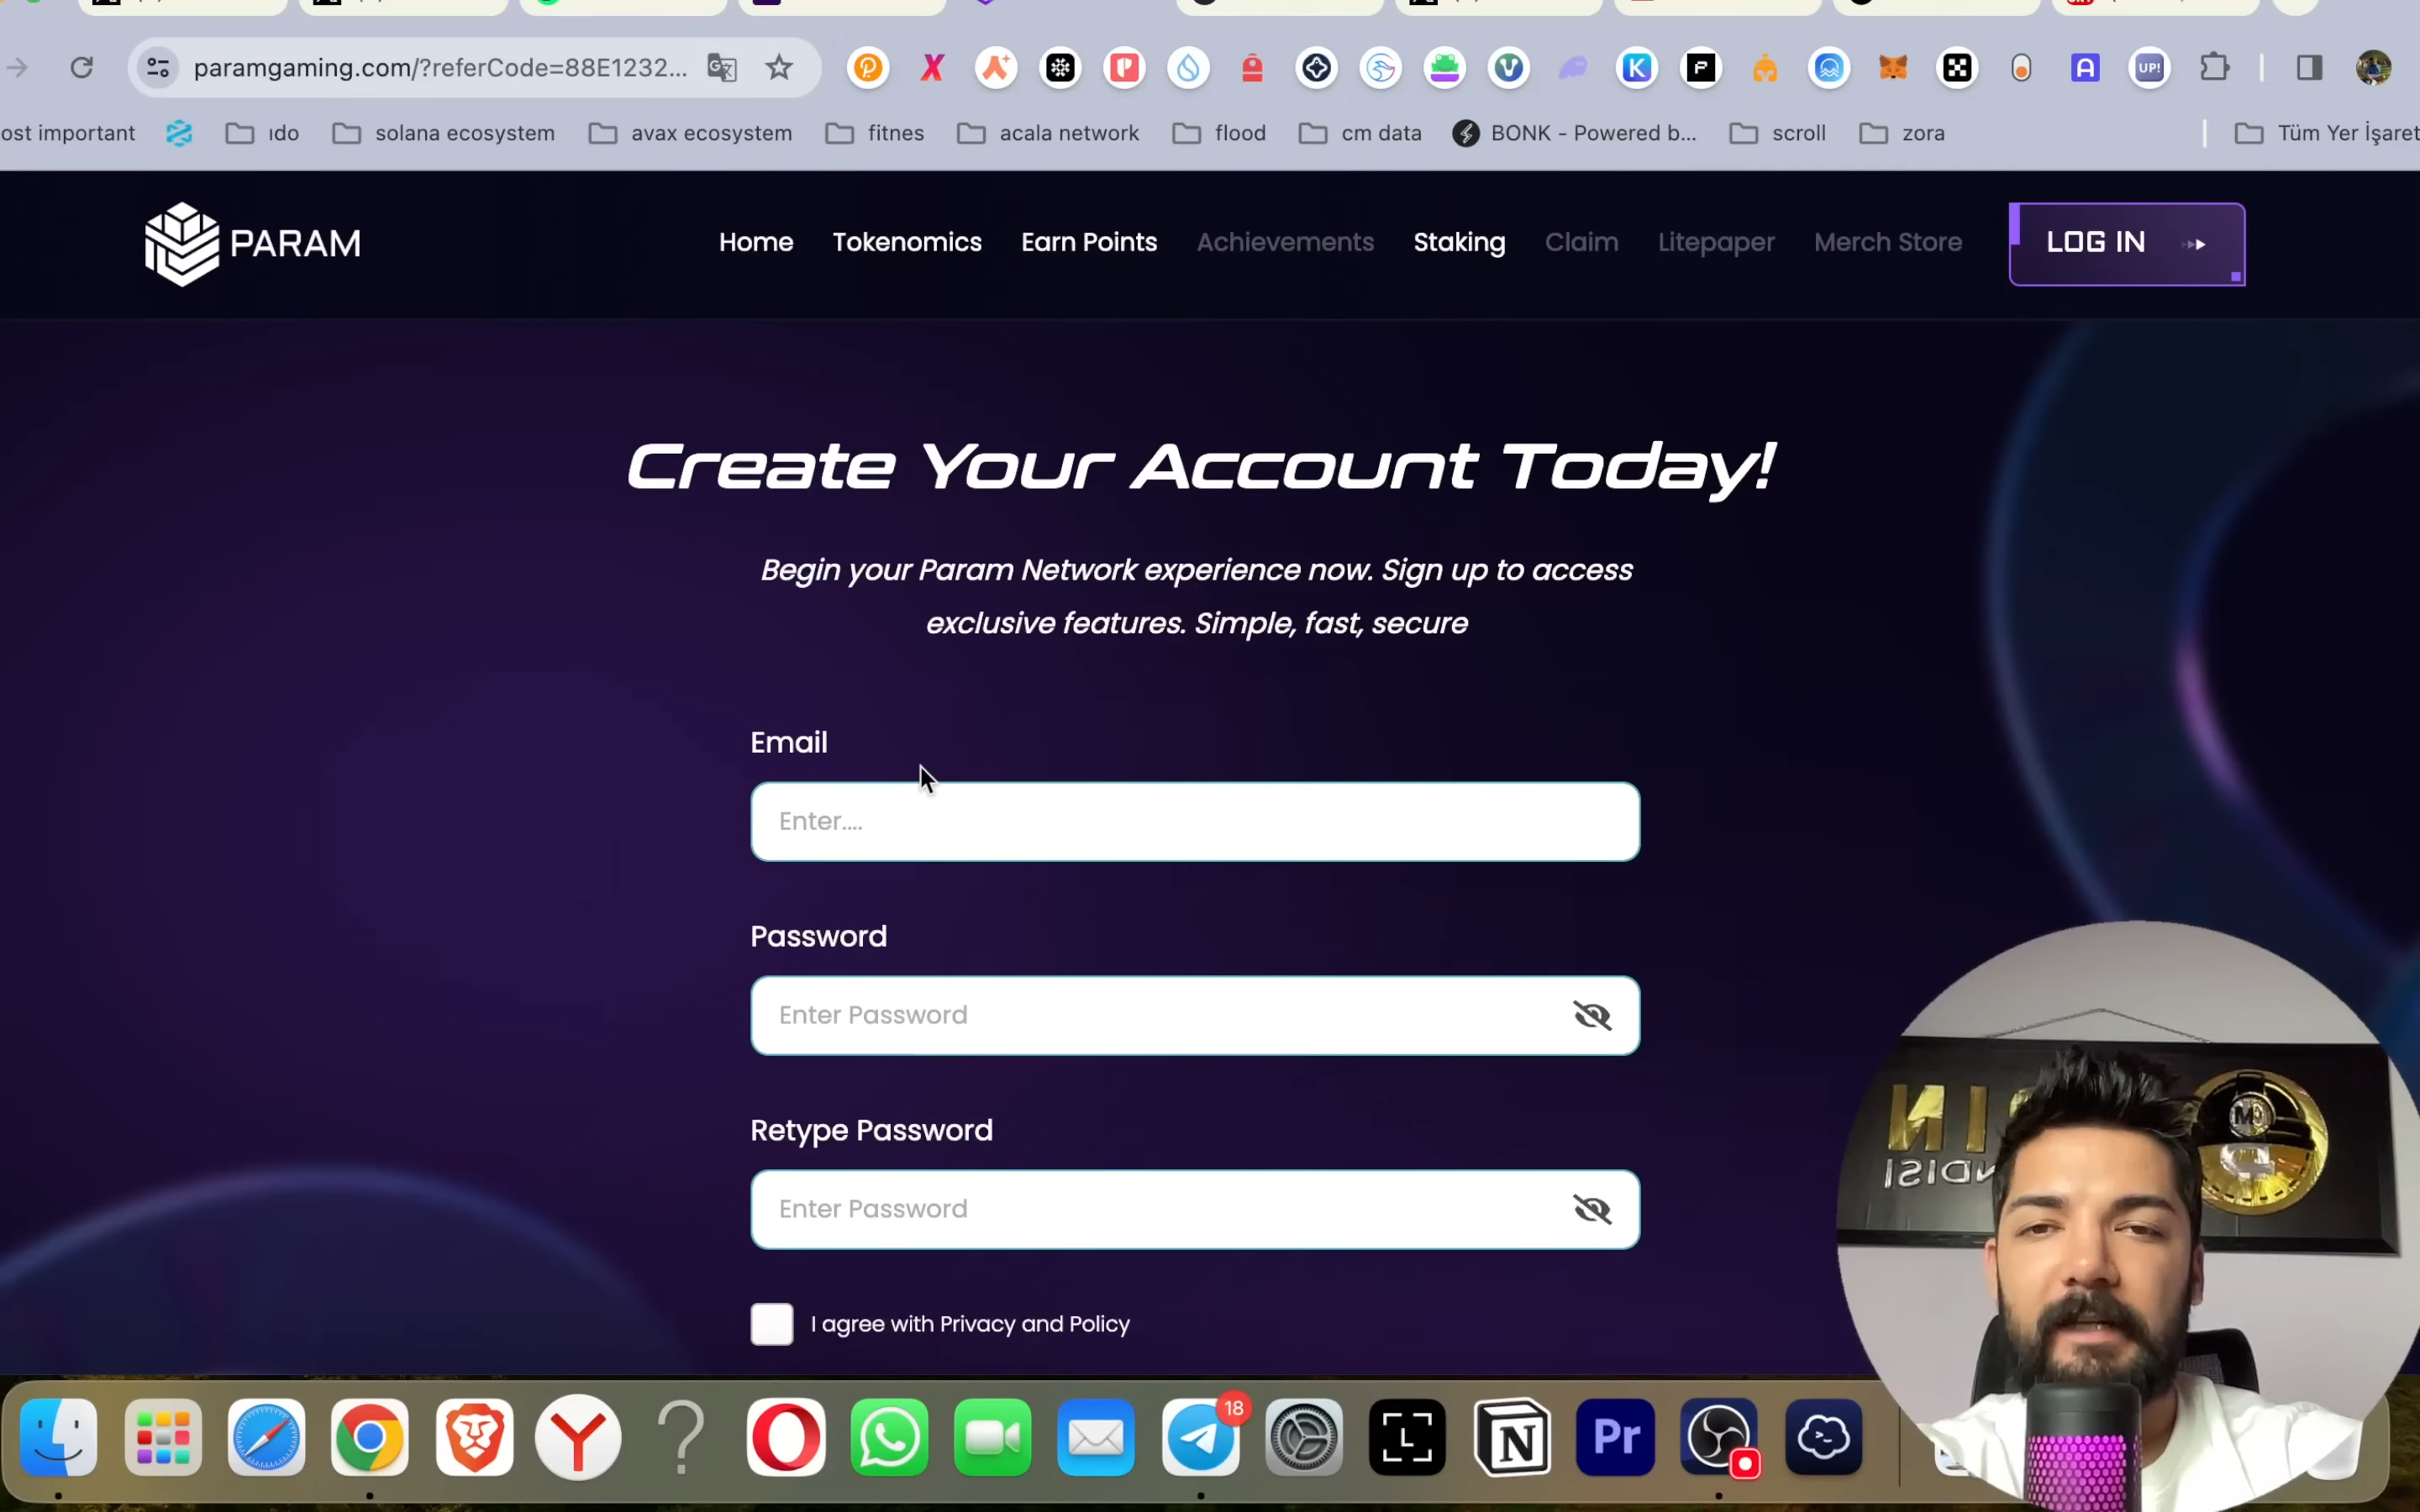 paramgaming.com/?referCode=88E1232...
ost important
ıdo
solana ecosystem
avax ecosystem
fitnes
acala network
flood
cm data
BONK - Powered b...
scroll
zora
Tüm Yer İşaret
PARAM
Home
Tokenomics
Earn Points
Achievements
Staking
Claim
Litepaper
Merch Store
LOG IN
Create Your Account Today!
Begin your Param Network experience now. Sign up to access
exclusive features. Simple, fast, secure
Email
Enter....
Password
Enter Password
Retype Password
Enter Password
I agree with Privacy and Policy
18
Pr
UP!